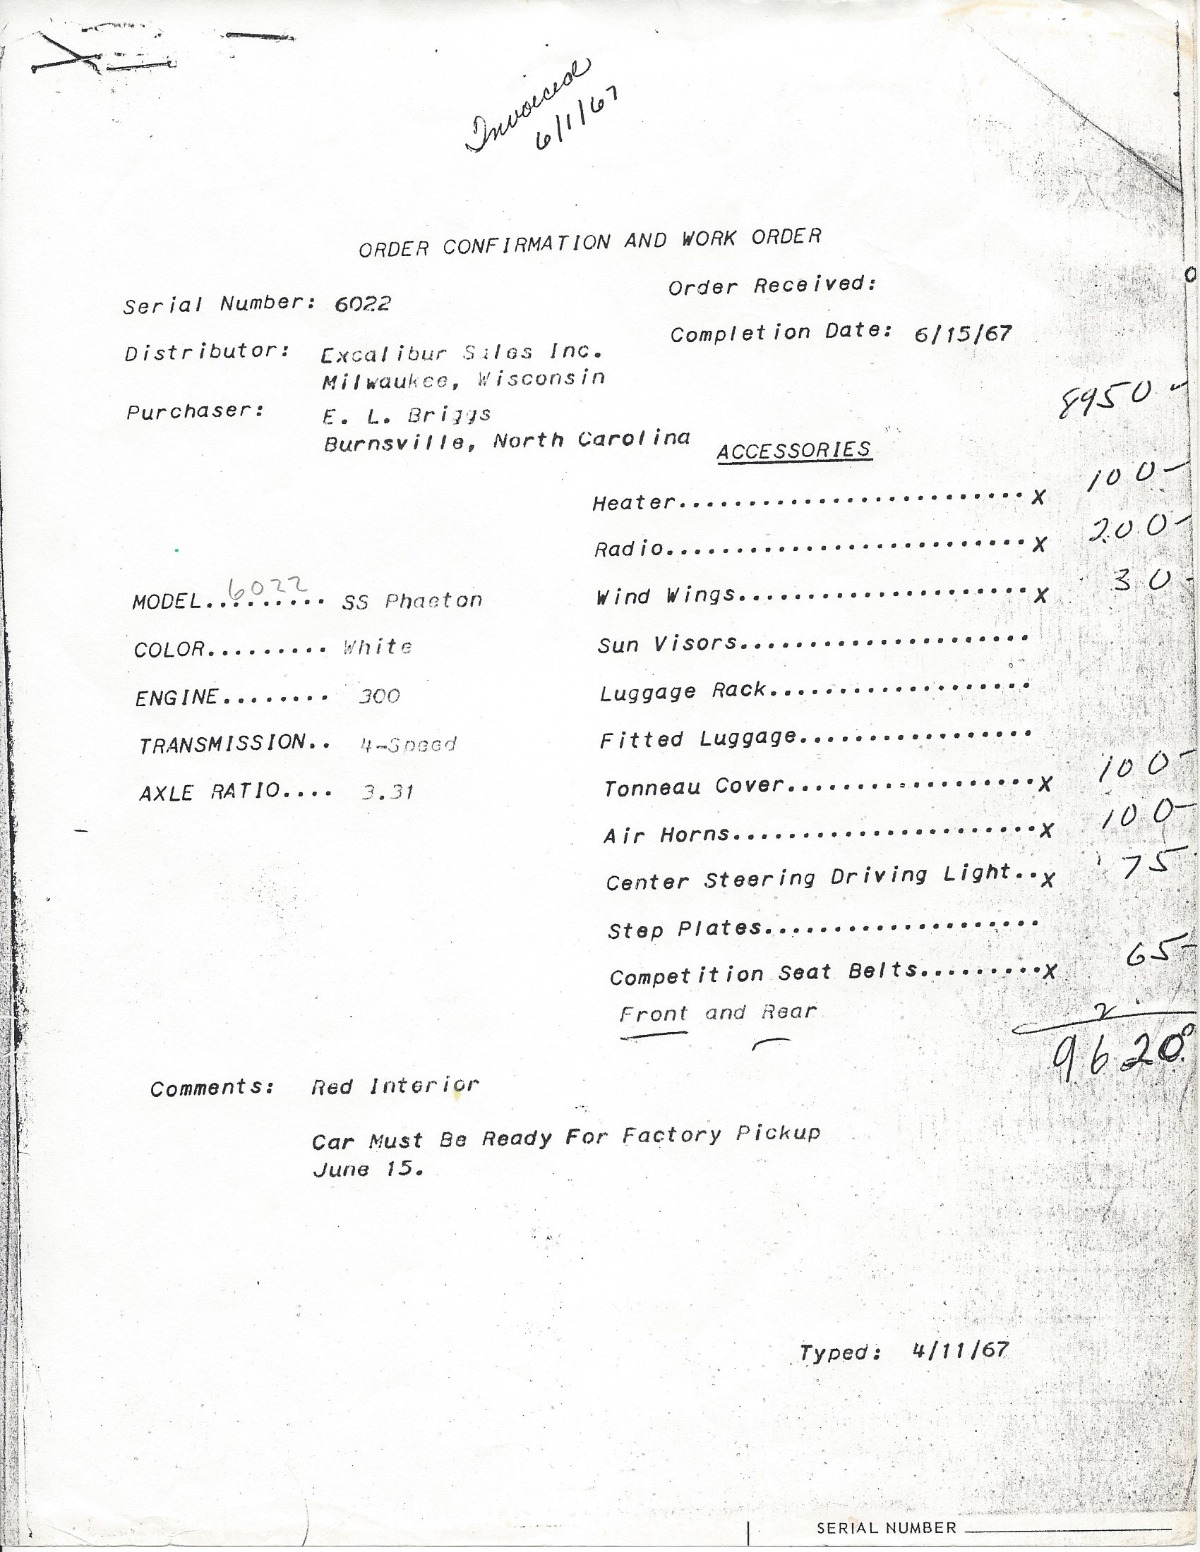 Invoiced
6/1/67
ORDER CONFIRMATION AND WORK ORDER
Order Received:
Serial Number: 6022
Completion Date: 6/15/67
Distributor: Excalibur Sales Inc.
Milwaukee, Wisconsin
8950-
Purchaser: E. L. Briggs
Burnsville, North Carolina
ACCESSORIES
Heater.........................X 100-
Radio..........................X 200-
MODEL......... 6022 SS Phaeton
Wind Wings.....................X 30-
COLOR......... White
Sun Visors.....................
ENGINE........ 300
Luggage Rack...................
TRANSMISSION.. 4-Speed
Fitted Luggage.................
AXLE RATIO.... 3.31
Tonneau Cover..................X 100-
Air Horns......................X 100-
Center Steering Driving Light..X 75-
Step Plates....................
Competition Seat Belts.........X 65-
Front and Rear
2
9620
Comments: Red Interior
Car Must Be Ready For Factory Pickup
June 15.
Typed: 4/11/67
SERIAL NUMBER